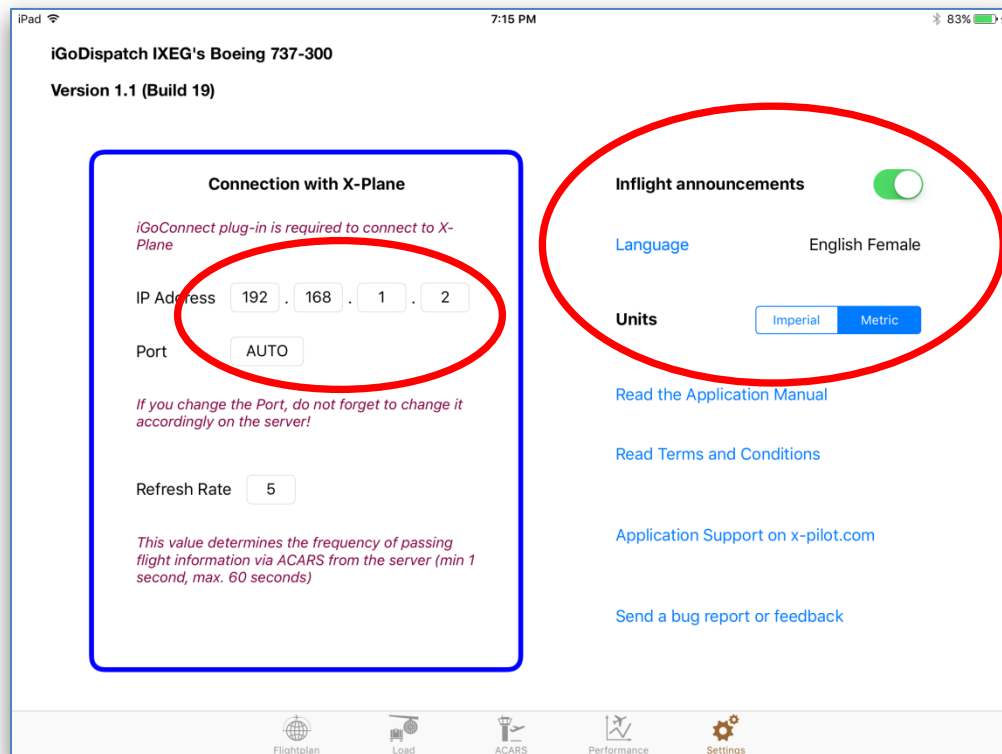 iPad 7:15 PM 83%
iGoDispatch IXEG's Boeing 737-300
Version 1.1 (Build 19)
Connection with X-Plane
iGoConnect plug-in is required to connect to X-
Plane
IP Address 192 . 168 . 1 . 2
Port AUTO
If you change the Port, do not forget to change it
accordingly on the server!
Refresh Rate 5
This value determines the frequency of passing
flight information via ACARS from the server (min 1
second, max. 60 seconds)
Inflight announcements
Language English Female
Units Imperial Metric
Read the Application Manual
Read Terms and Conditions
Application Support on x-pilot.com
Send a bug report or feedback
Flightplan Load ACARS Performance Settings